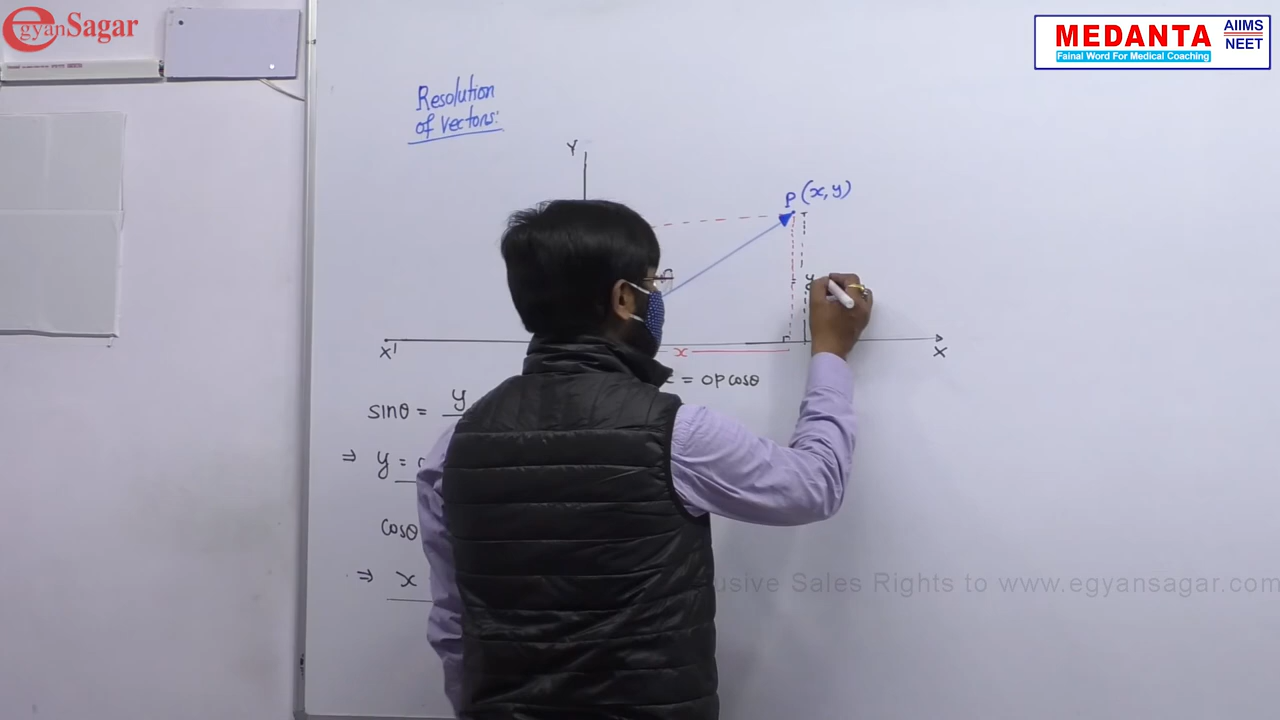 egyanSagar
MEDANTA
AIIMS
NEET
Fainal Word For Medical Coaching
Resolution
of vectors:
Y
P (x, y)
y
X'
x
X
= OP cosθ
sinθ = y
⇒ y =
cosθ
⇒ x
Sales Rights to www.egyansagar.com